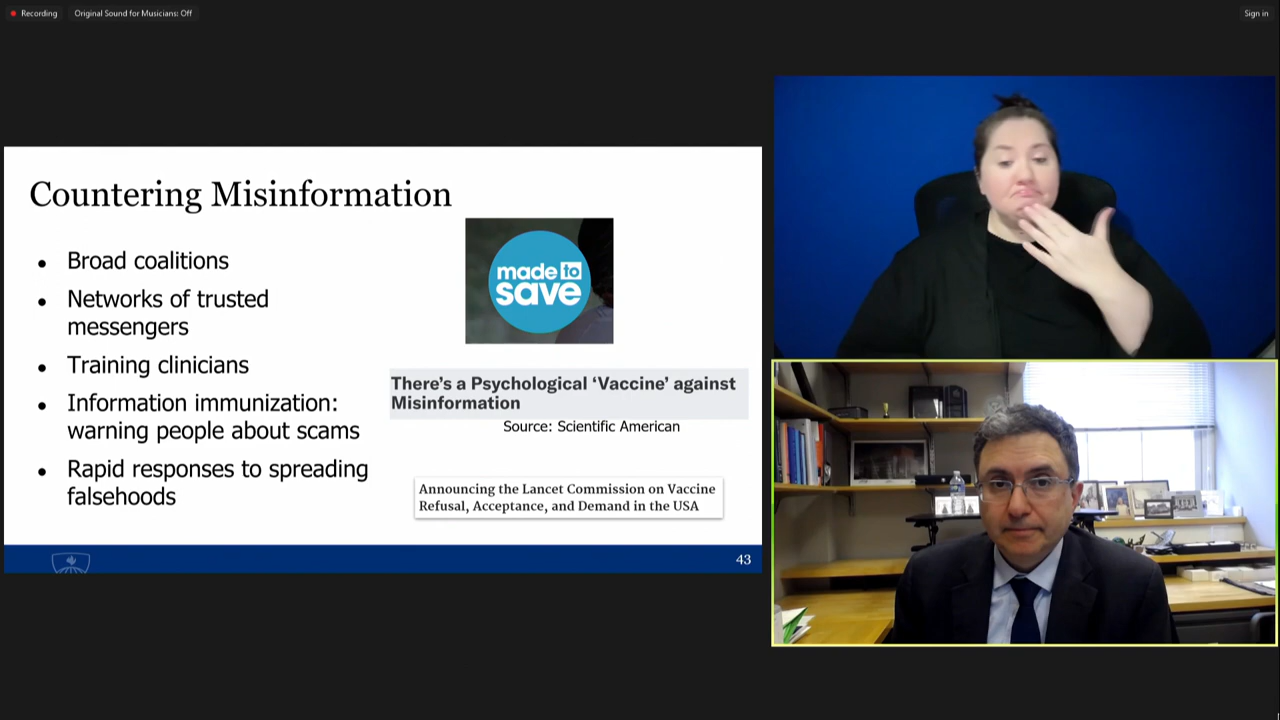 Recording
Original Sound for Musicians: Off
Sign in
Countering Misinformation
• Broad coalitions
• Networks of trusted
messengers
• Training clinicians
• Information immunization:
warning people about scams
• Rapid responses to spreading
falsehoods
made to
save
There's a Psychological ‘Vaccine’ against
Misinformation
Source: Scientific American
Announcing the Lancet Commission on Vaccine
Refusal, Acceptance, and Demand in the USA
43